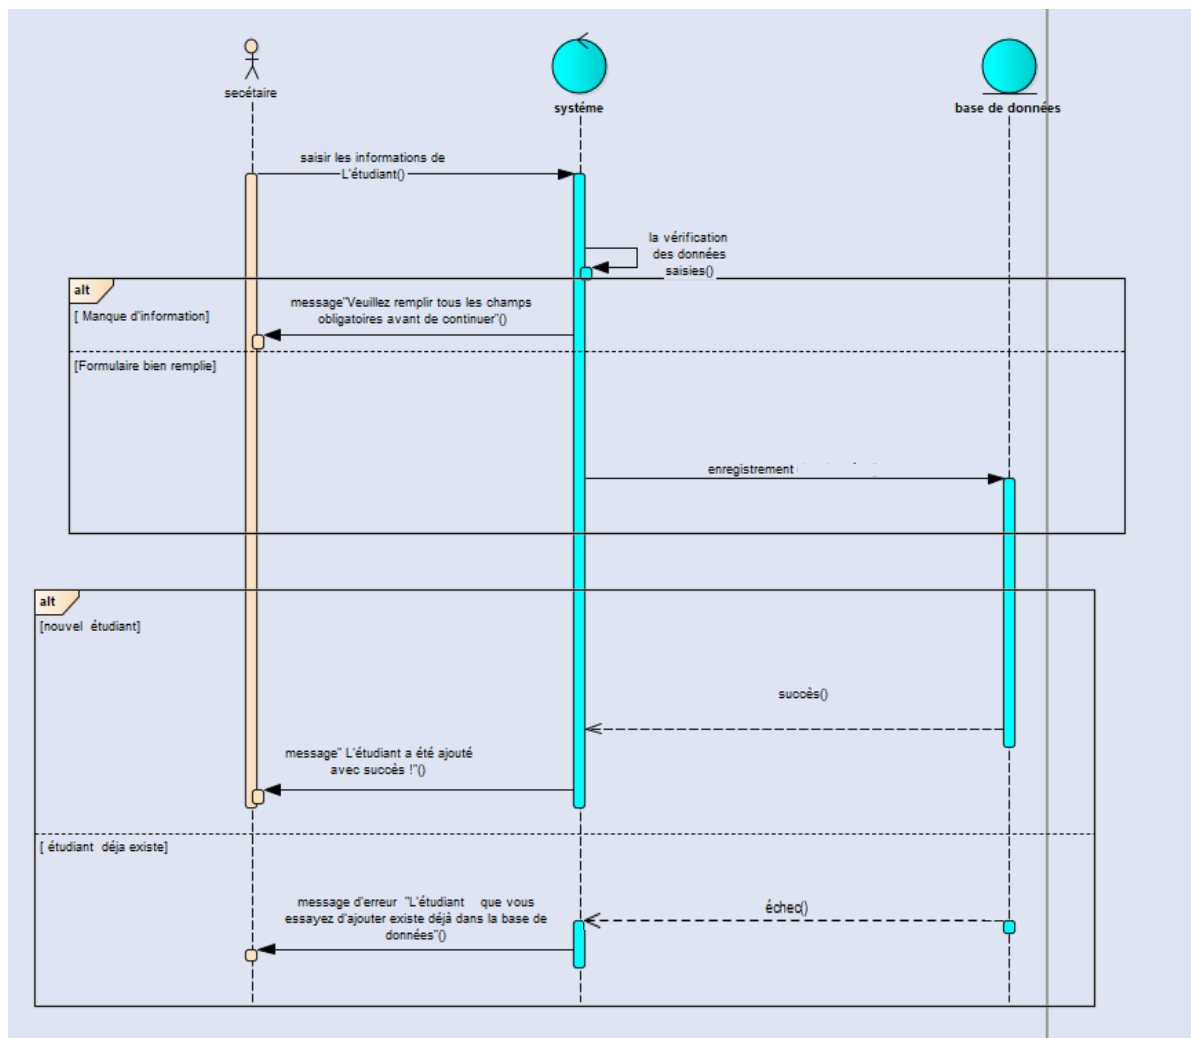 secétaire
systéme
base de données
saisir les informations de
L'étudiant()
la vérification
des données
saisies()
alt
[ Manque d'information]
message"Veuillez remplir tous les champs
obligatoires avant de continuer"()
[Formulaire bien remplie]
enregistrement
alt
[nouvel étudiant]
succès()
message" L'étudiant a été ajouté
avec succès !"()
[ étudiant déja existe]
message d'erreur "L'étudiant que vous
essayez d'ajouter existe déjà dans la base de
données"()
échec()